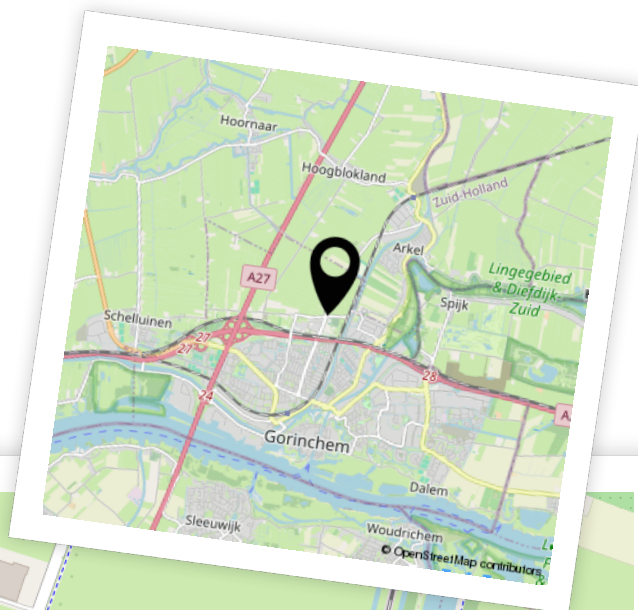 Hoornaar
Hoogblokland
Zuid-Holland
Arkel
A27
Lingegebied
& Diefdijk-
Zuid
Spijk
Schelluinen
27
27
28
24
A
Gorinchem
Dalem
Sleeuwijk
Woudrichem
L
F
&
© OpenStreetMap contributors